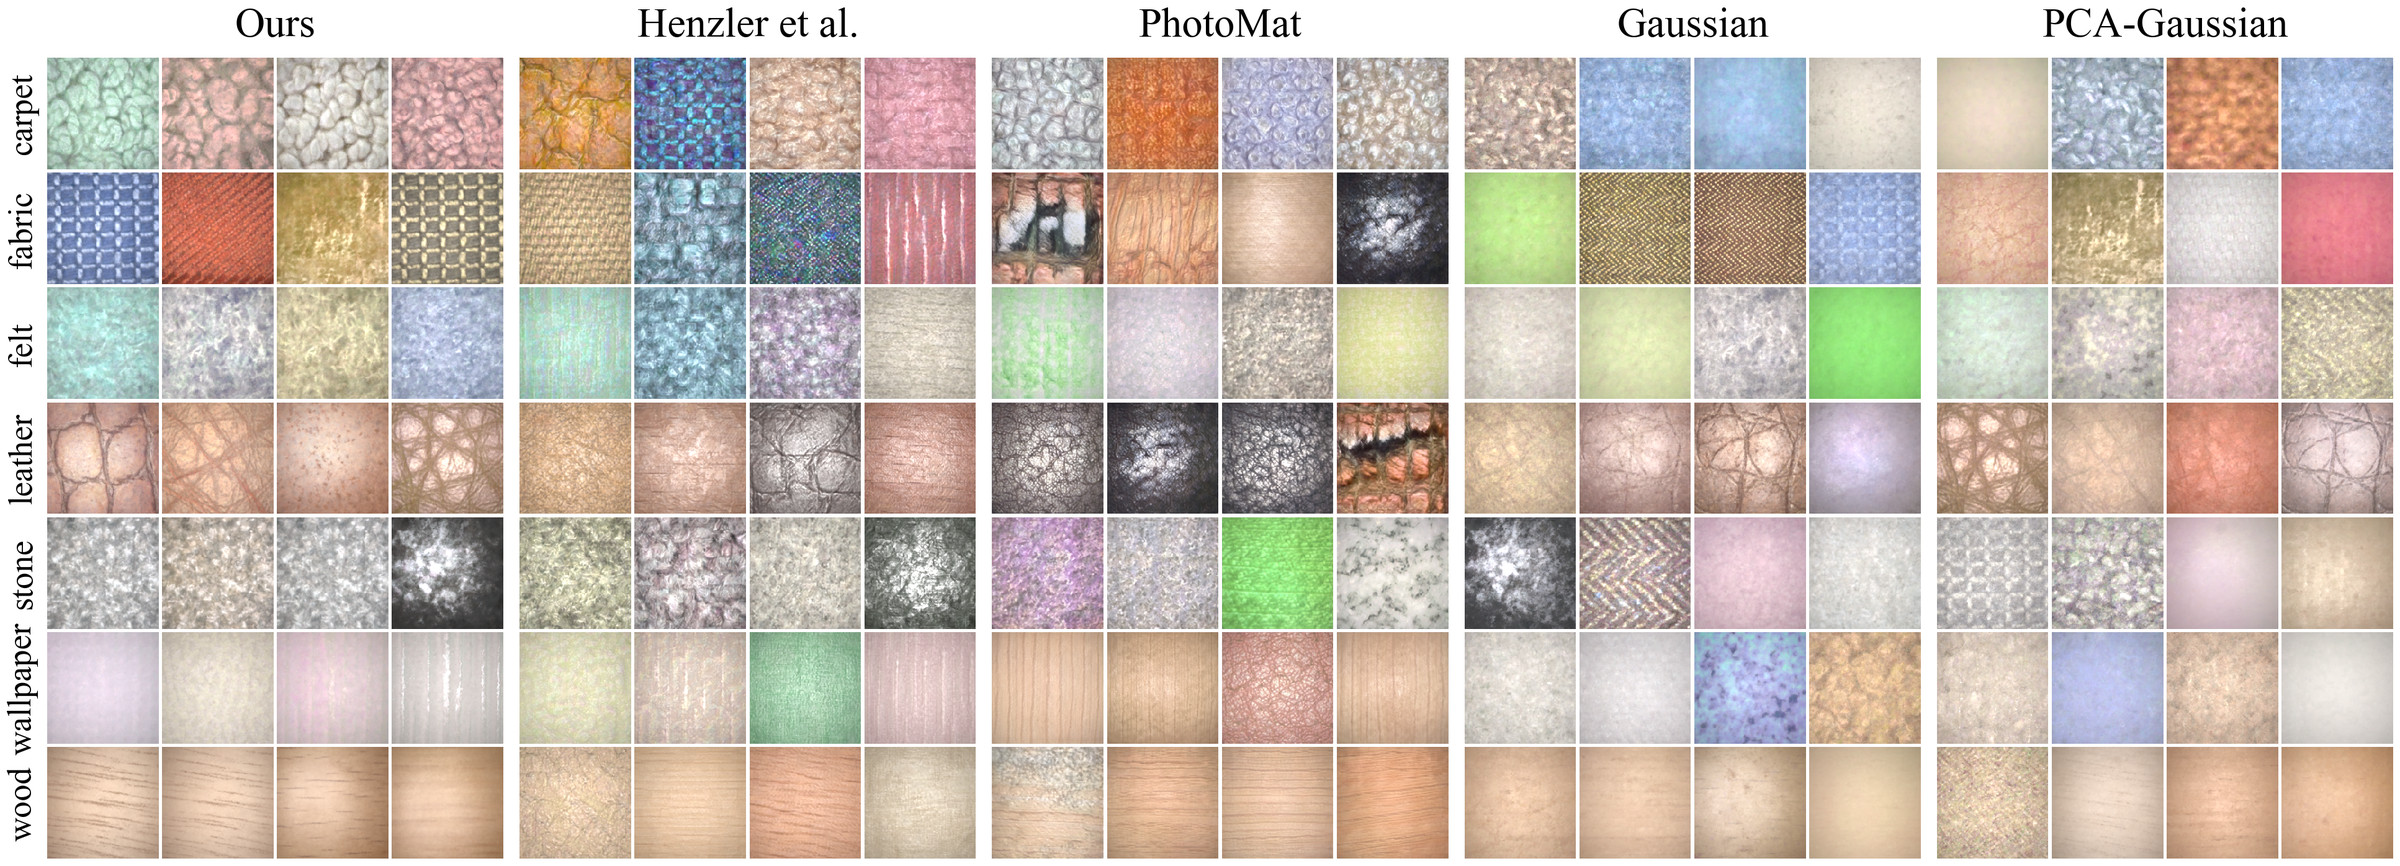 Ours Henzler et al. PhotoMat Gaussian PCA-Gaussian
carpet
fabric
felt
leather
stone
wallpaper
wood